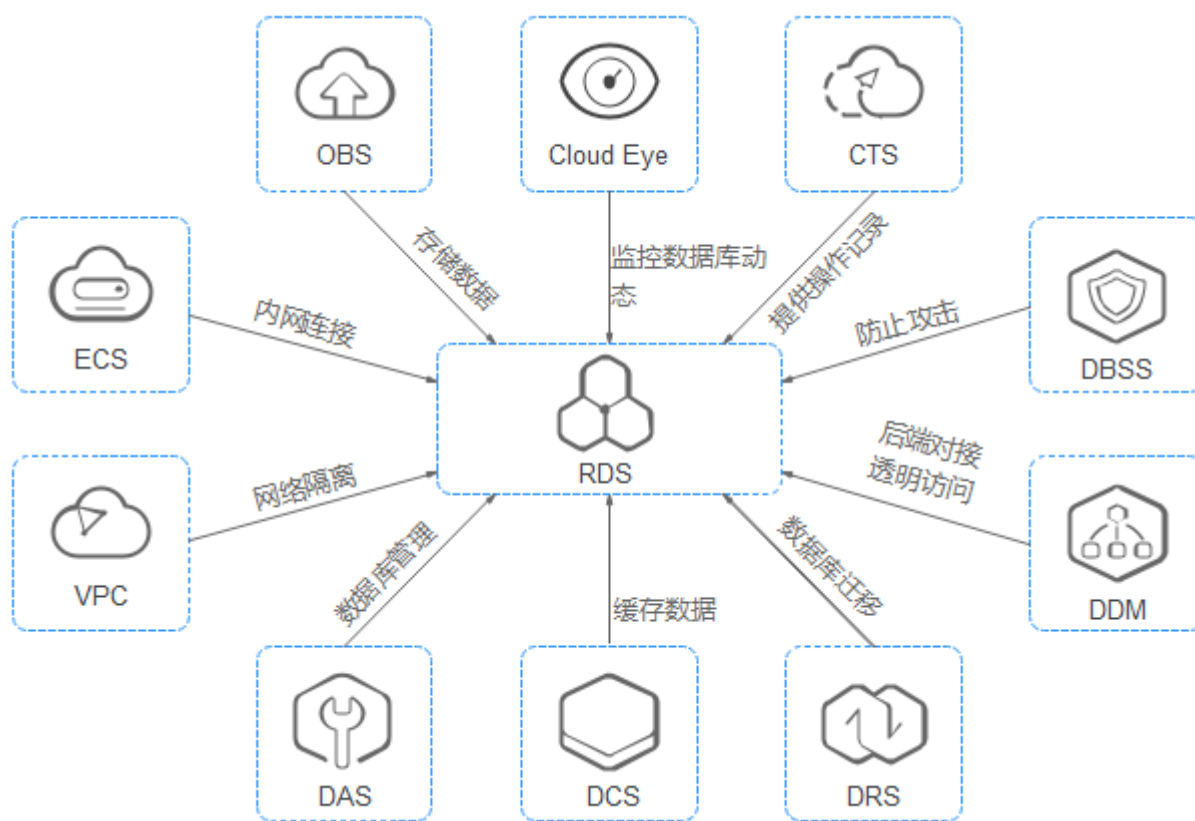 OBS
Cloud Eye
CTS
存储数据
监控数据库动
态
提供操作记录
ECS
内网连接
防止攻击
DBSS
RDS
后端对接
透明访问
VPC
网络隔离
DDM
数据库管理
缓存数据
数据库迁移
DAS
DCS
DRS